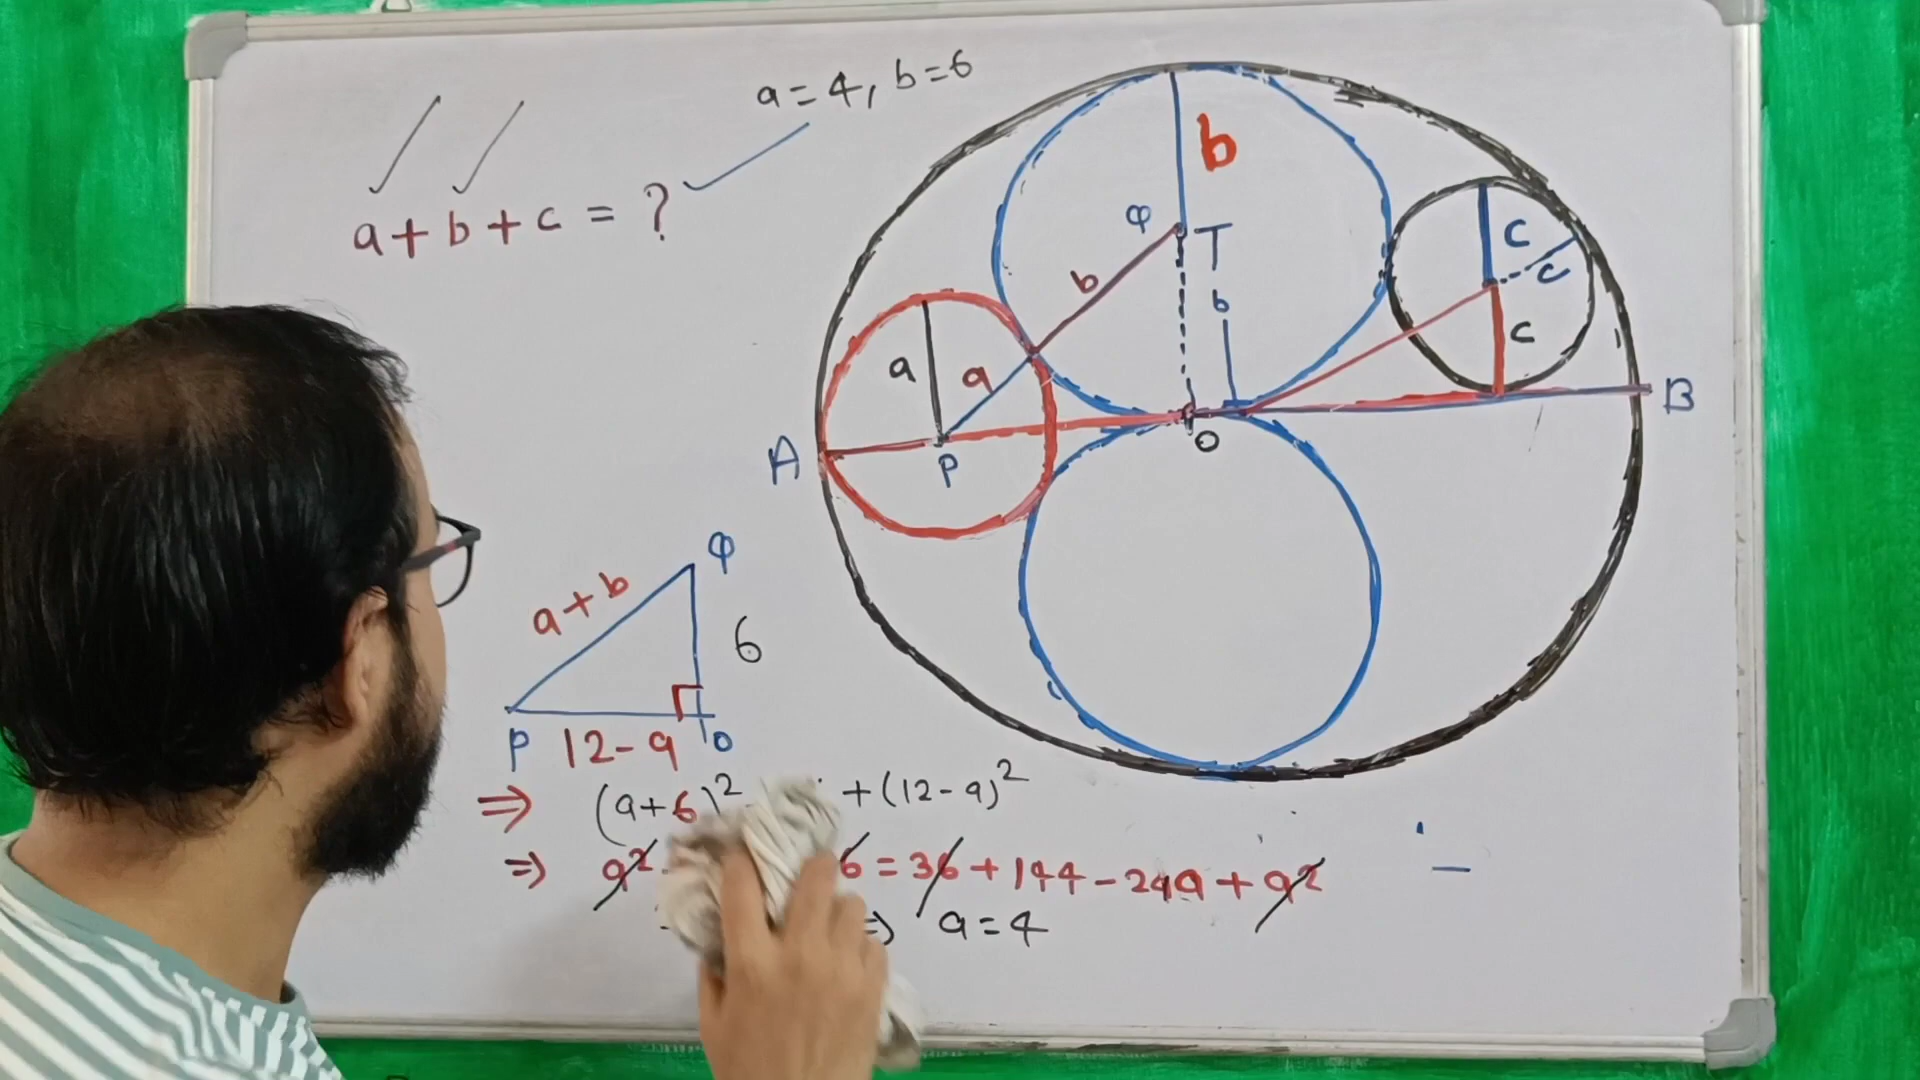 a=4, b=6
a+b+c = ?
b
φ
T
b
b
c
c
c
a
a
A
P
O
B
φ
a+b
6
P
12-a
O
⇒ (a+6)² +(12-a)²
⇒ a² 6=36+144-24a+a²
⇒ a=4